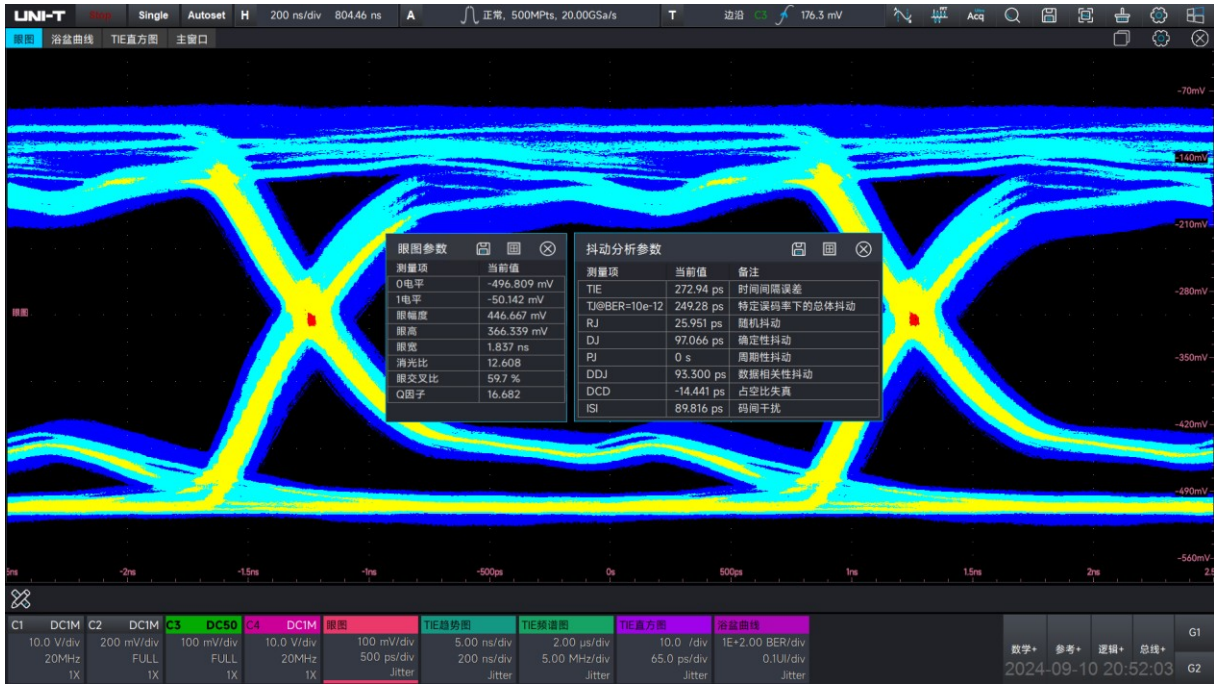 UNI-T Stop Single Autoset H 200 ns/div 804.46 ns A 正常, 500MPts, 20.00GSa/s T 边沿 C3 176.3 mV Acq
眼图 浴盆曲线 TIE直方图 主窗口
-70mV
-140mV
-210mV
-280mV
-350mV
-420mV
-490mV
-560mV
眼图
眼图参数
测量项 当前值
0电平 -496.809 mV
1电平 -50.142 mV
眼幅度 446.667 mV
眼高 366.339 mV
眼宽 1.837 ns
消光比 12.608
眼交叉比 59.7 %
Q因子 16.682
抖动分析参数
测量项 当前值 备注
TIE 272.94 ps 时间间隔误差
TJ@BER=10e-12 249.28 ps 特定误码率下的总体抖动
RJ 25.951 ps 随机抖动
DJ 97.066 ps 确定性抖动
PJ 0 s 周期性抖动
DDJ 93.300 ps 数据相关性抖动
DCD -14.441 ps 占空比失真
ISI 89.816 ps 码间干扰
-2ns -1.5ns -1ns -500ps 0s 500ps 1ns 1.5ns 2ns
C1 DC1M
10.0 V/div
20MHz
1X
C2 DC1M
200 mV/div
FULL
1X
C3 DC50
100 mV/div
FULL
1X
C4 DC1M
10.0 V/div
20MHz
1X
眼图
100 mV/div
500 ps/div
Jitter
TIE趋势图
5.00 ns/div
200 ns/div
Jitter
TIE频谱图
2.00 µs/div
5.00 MHz/div
Jitter
TIE直方图
10.0 /div
65.0 ps/div
Jitter
浴盆曲线
1E+2.00 BER/div
0.1UI/div
Jitter
数学+ 参考+ 逻辑+ 总线+
2024-09-10 20:52:03
G1
G2